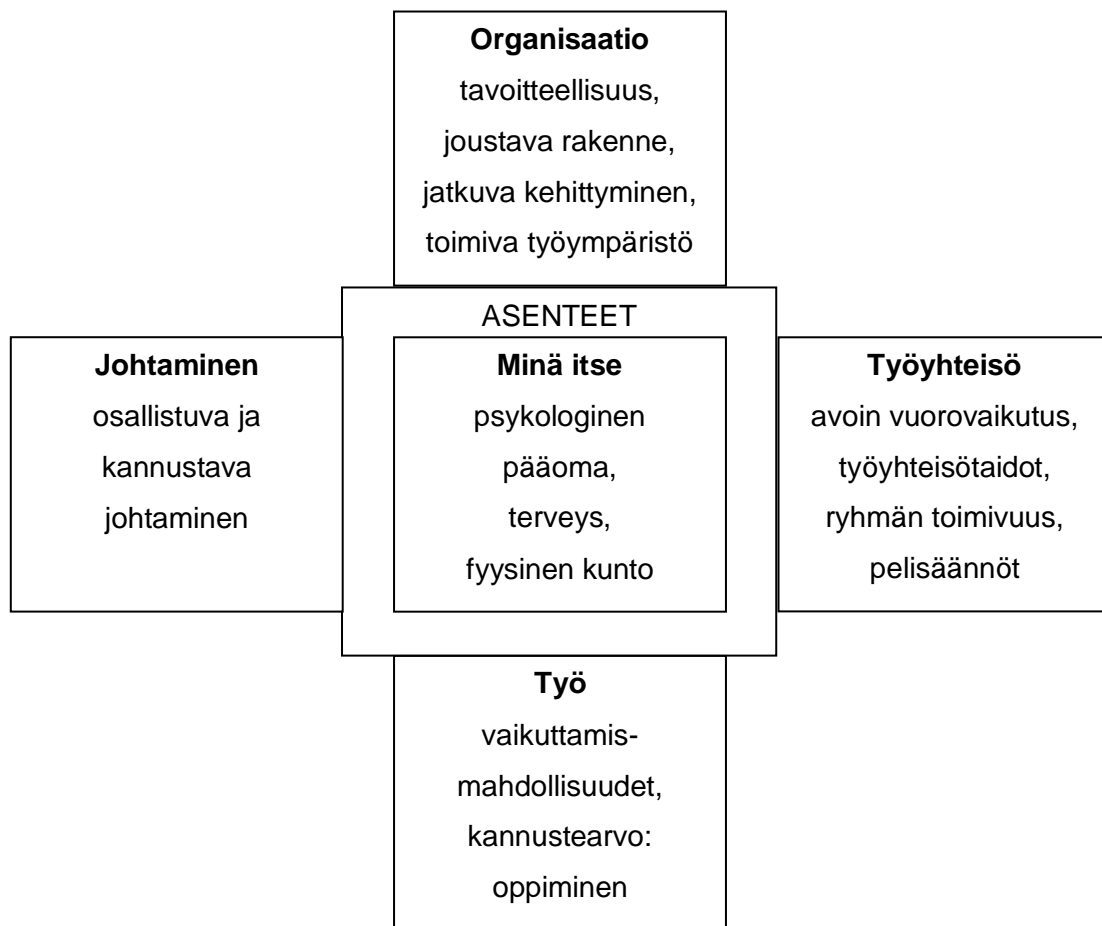 Organisaatio
tavoitteellisuus,
joustava rakenne,
jatkuva kehittyminen,
toimiva työympäristö
ASENTEET
Johtaminen
osallistuva ja
kannustava
johtaminen
Minä itse
psykologinen
pääoma,
terveys,
fyysinen kunto
Työyhteisö
avoin vuorovaikutus,
työyhteisötaidot,
ryhmän toimivuus,
pelisäännöt
Työ
vaikuttamis-
mahdollisuudet,
kannustearvo:
oppiminen